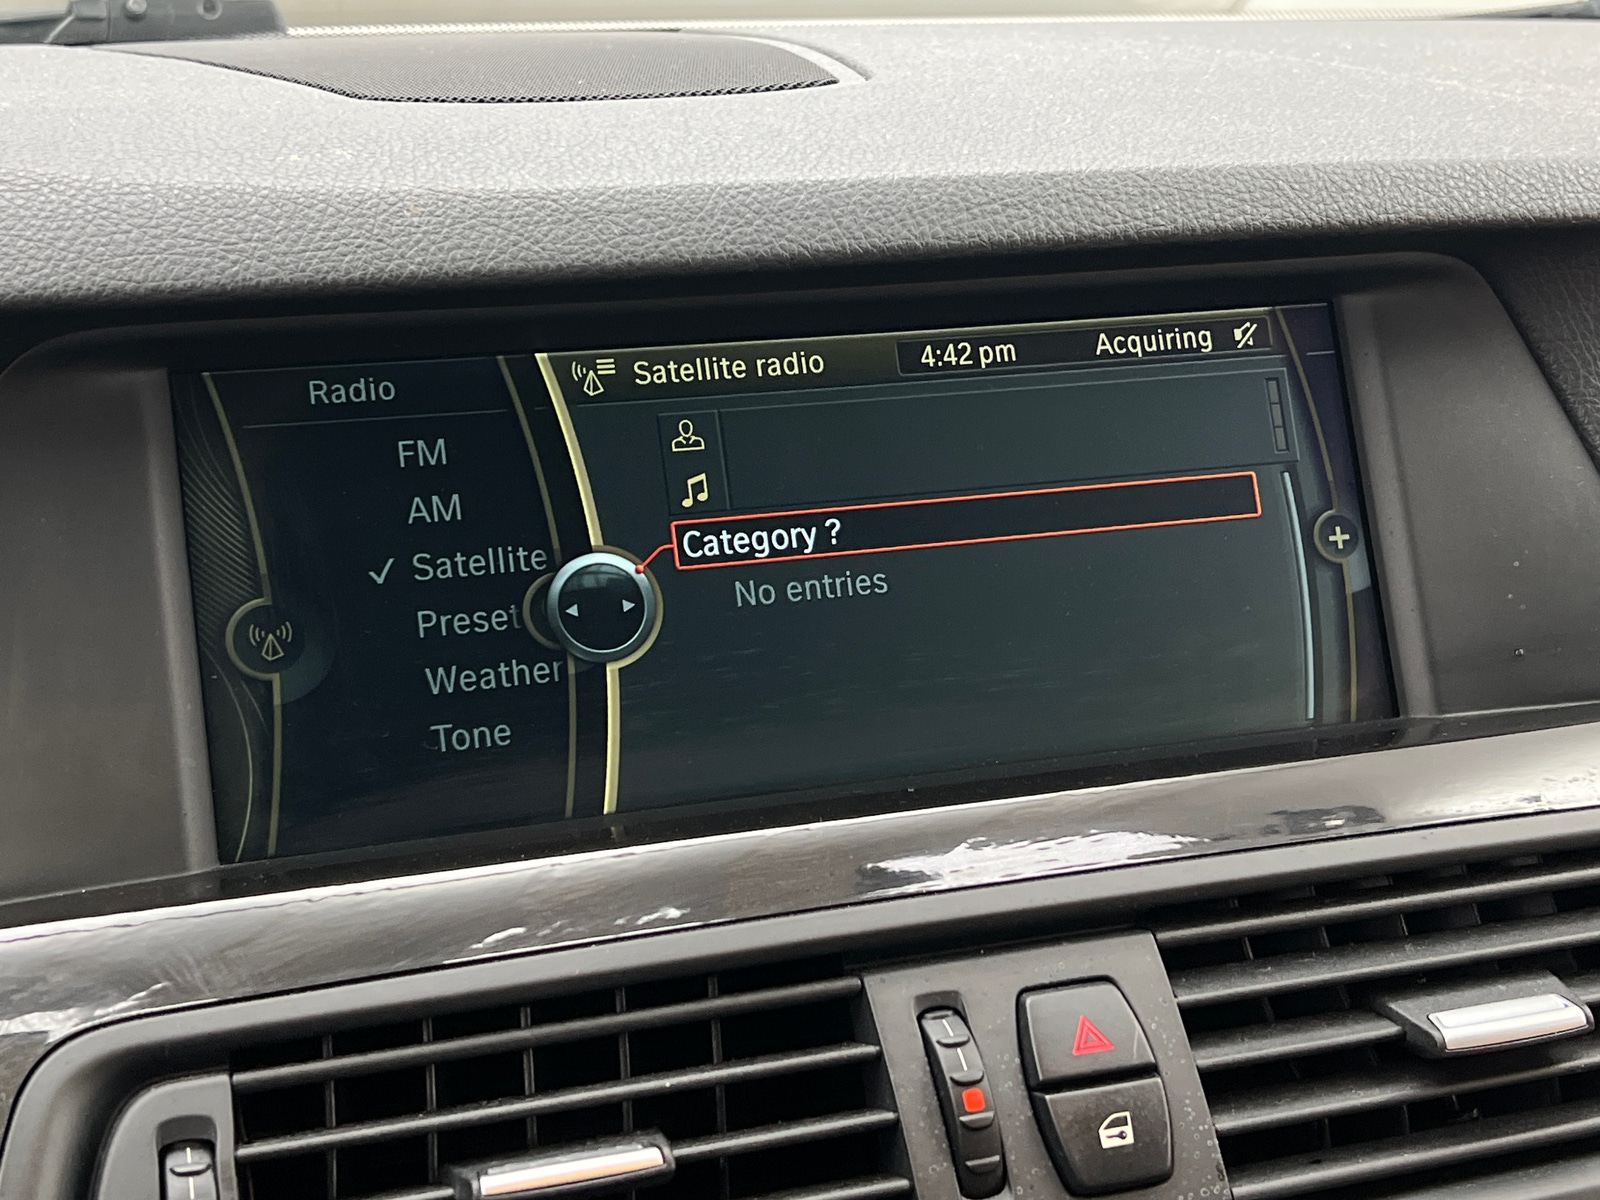 Radio
FM
AM
✓ Satellite
Preset
Weather
Tone
Satellite radio
4:42 pm
Acquiring
Category ?
No entries